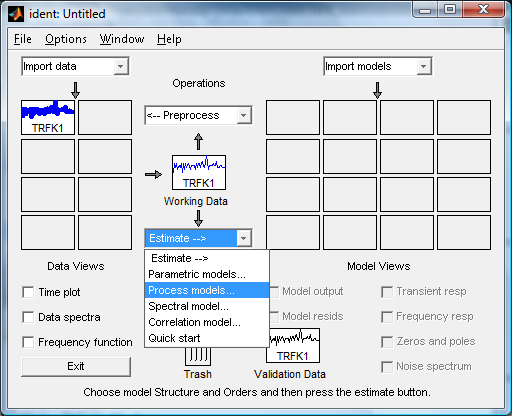 ident: Untitled
File Options Window Help
Import data
Import models
Operations
<-- Preprocess
TRFK1
TRFK1
Working Data
Estimate -->
Estimate -->
Parametric models...
Process models...
Spectral model...
Correlation model...
Quick start
Data Views
Model Views
Time plot
Data spectra
Frequency function
Model output
Model resids
Transient resp
Frequency resp
Zeros and poles
Noise spectrum
Exit
Trash
TRFK1
Validation Data
Choose model Structure and Orders and then press the estimate button.